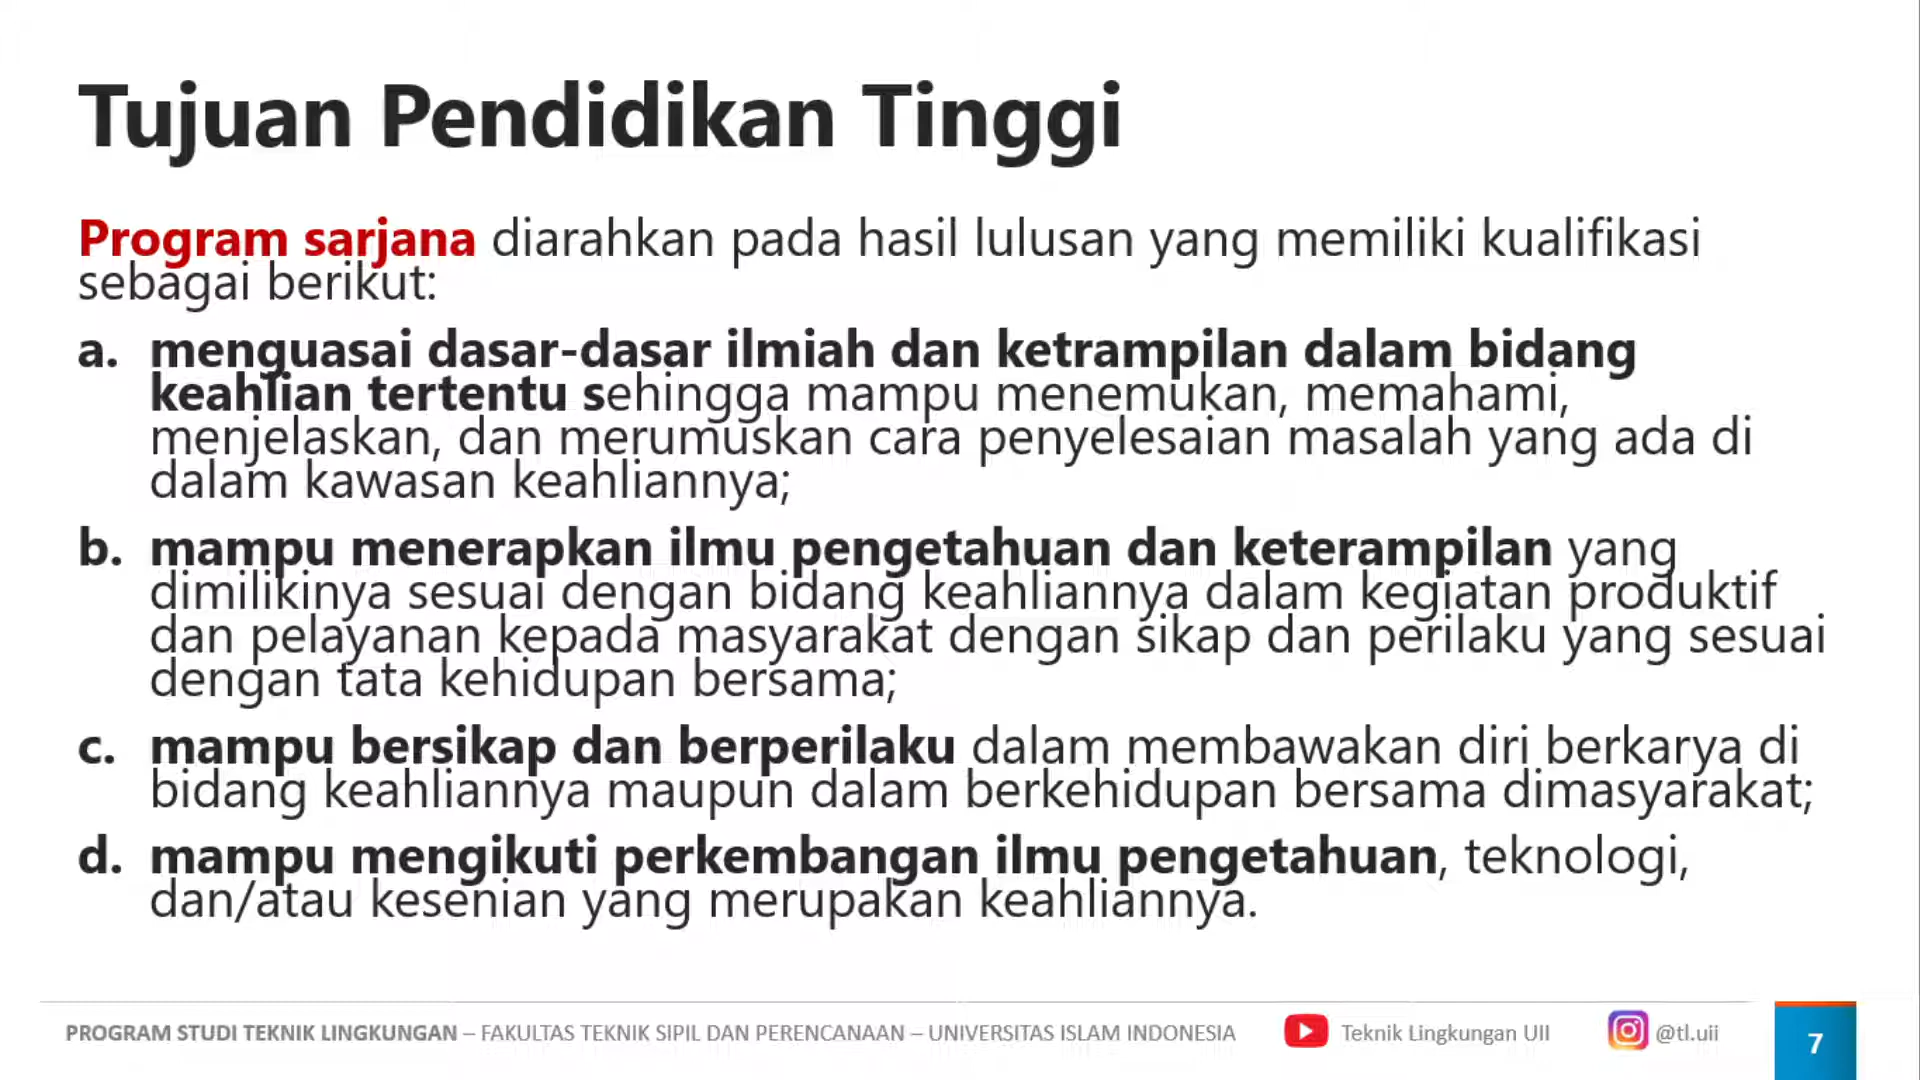 Tujuan Pendidikan Tinggi
Program sarjana diarahkan pada hasil lulusan yang memiliki kualifikasi
sebagai berikut:
a. menguasai dasar-dasar ilmiah dan ketrampilan dalam bidang
keahlian tertentu sehingga mampu menemukan, memahami,
menjelaskan, dan merumuskan cara penyelesaian masalah yang ada di
dalam kawasan keahliannya;
b. mampu menerapkan ilmu pengetahuan dan keterampilan yang
dimilikinya sesuai dengan bidang keahliannya dalam kegiatan produktif
dan pelayanan kepada masyarakat dengan sikap dan perilaku yang sesuai
dengan tata kehidupan bersama;
c. mampu bersikap dan berperilaku dalam membawakan diri berkarya di
bidang keahliannya maupun dalam berkehidupan bersama dimasyarakat;
d. mampu mengikuti perkembangan ilmu pengetahuan, teknologi,
dan/atau kesenian yang merupakan keahliannya.
PROGRAM STUDI TEKNIK LINGKUNGAN – FAKULTAS TEKNIK SIPIL DAN PERENCANAAN – UNIVERSITAS ISLAM INDONESIA Teknik Lingkungan UII @tl.uii 7